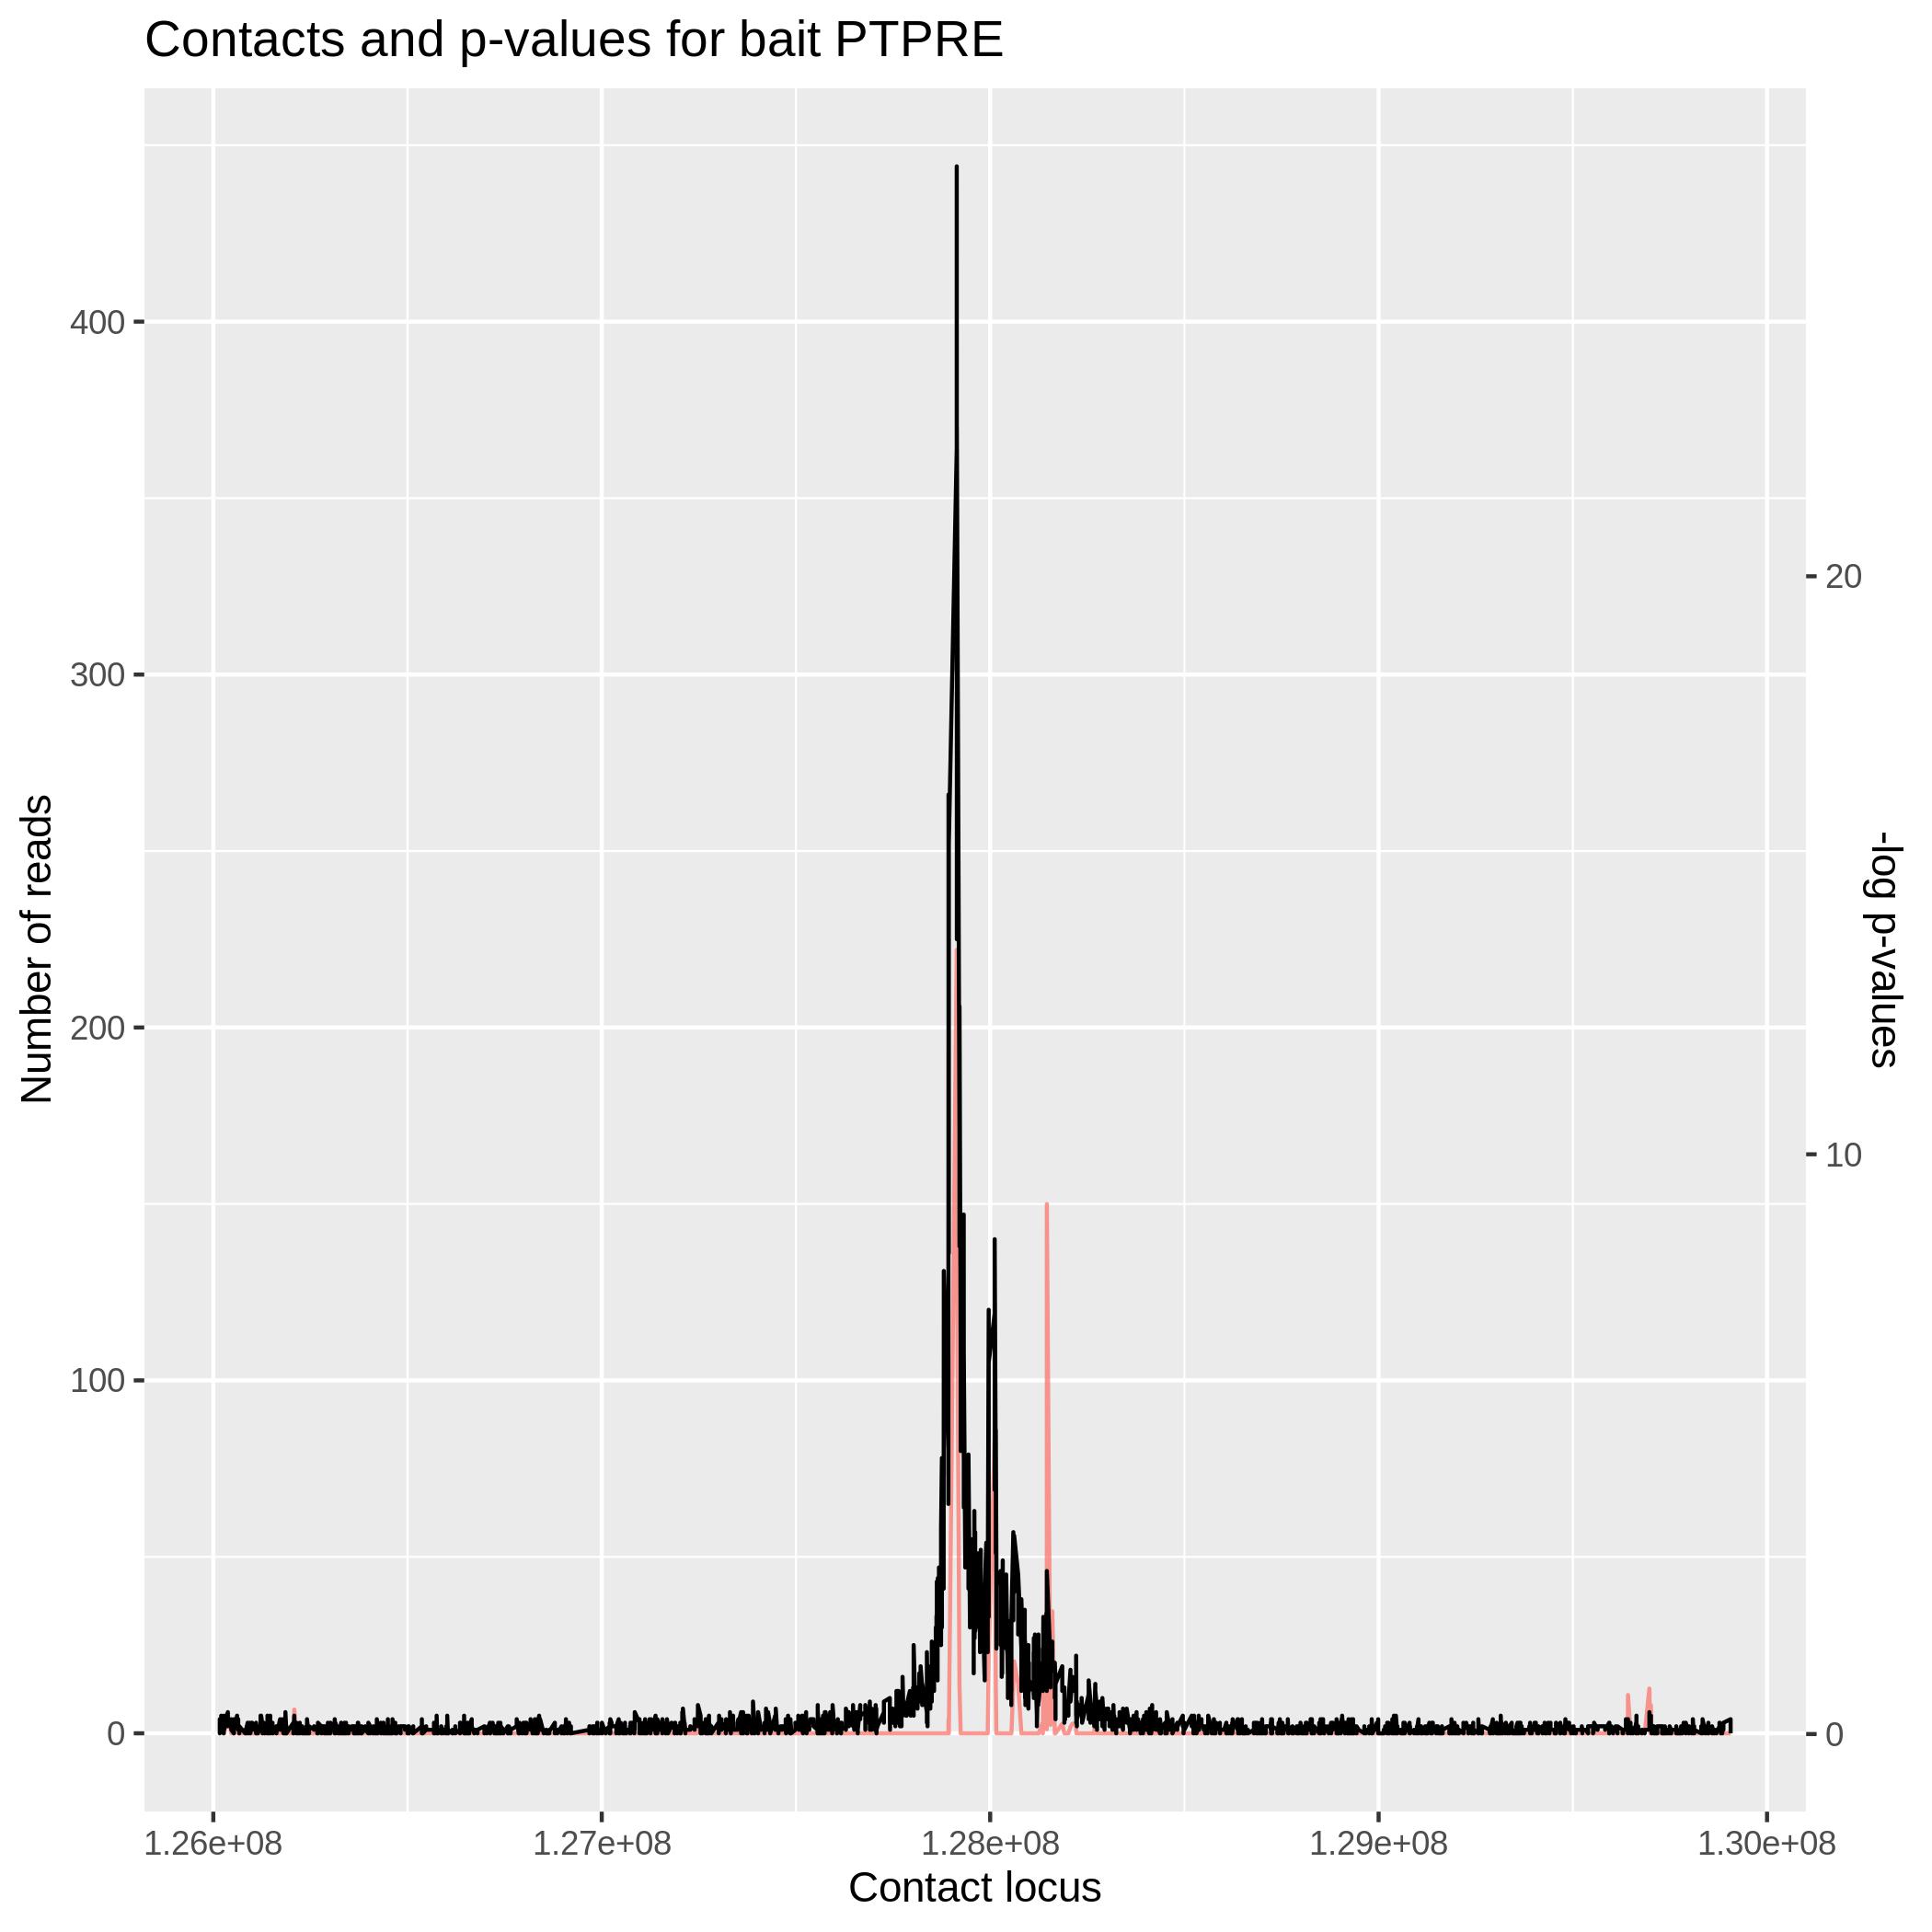 Contacts and p-values for bait PTPRE
Number of reads
400
300
200
100
0
20
10
0
-log p-values
1.26e+08
1.27e+08
1.28e+08
1.29e+08
1.30e+08
Contact locus